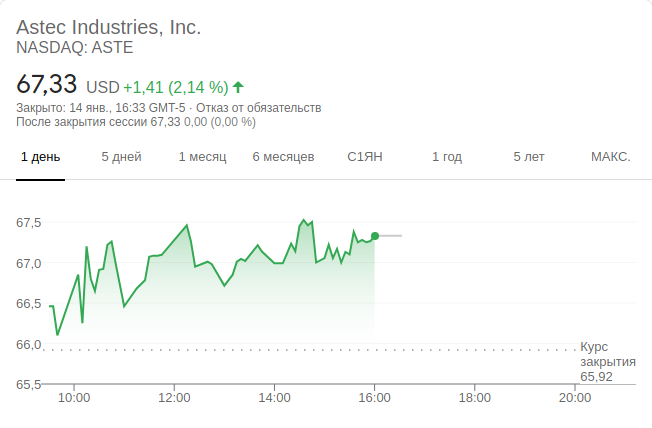 Astec Industries, Inc.
NASDAQ: ASTE
67,33 USD +1,41 (2,14 %)
Закрыто: 14 янв., 16:33 GMT-5 · Отказ от обязательств
После закрытия сессии 67,33 0,00 (0,00 %)
1 день 5 дней 1 месяц 6 месяцев С1ЯН 1 год 5 лет МАКС.
67,5
67,0
66,5
66,0
Курс
закрытия
65,92
65,5
10:00 12:00 14:00 16:00 18:00 20:00